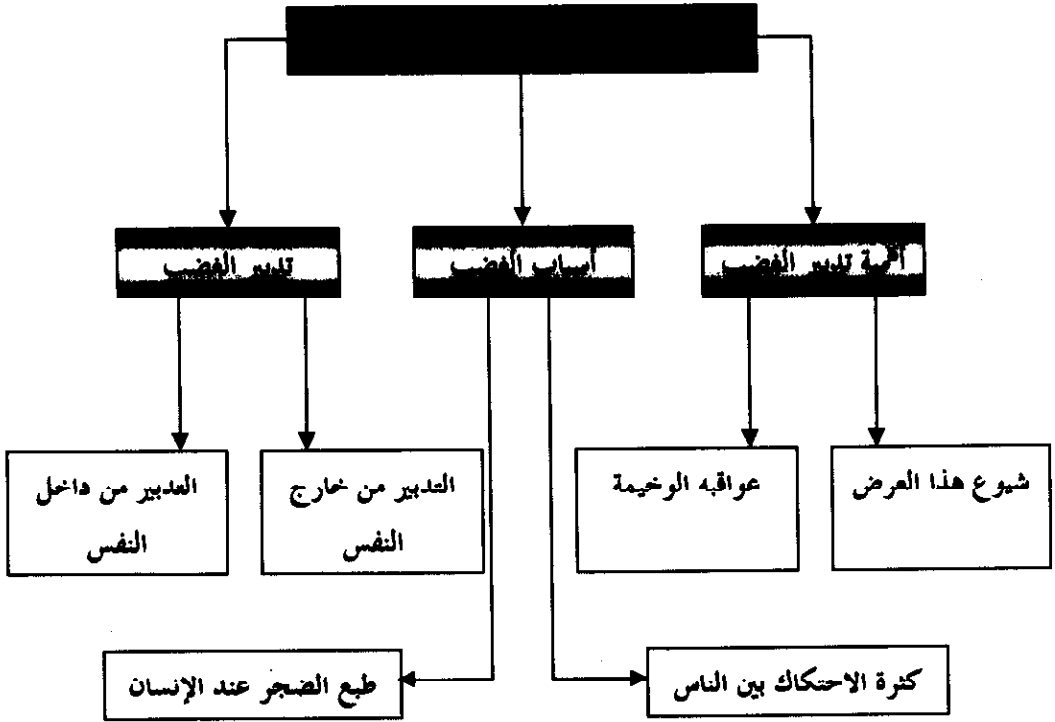 أهمية تدبير الغضب
أسباب الغضب
تدبير الغضب
شيوع هذا العرض
عواقبه الوخيمة
التدبير من خارج
النفس
التدبير من داخل
النفس
كثرة الاحتكاك بين الناس
طبع الضجر عند الإنسان